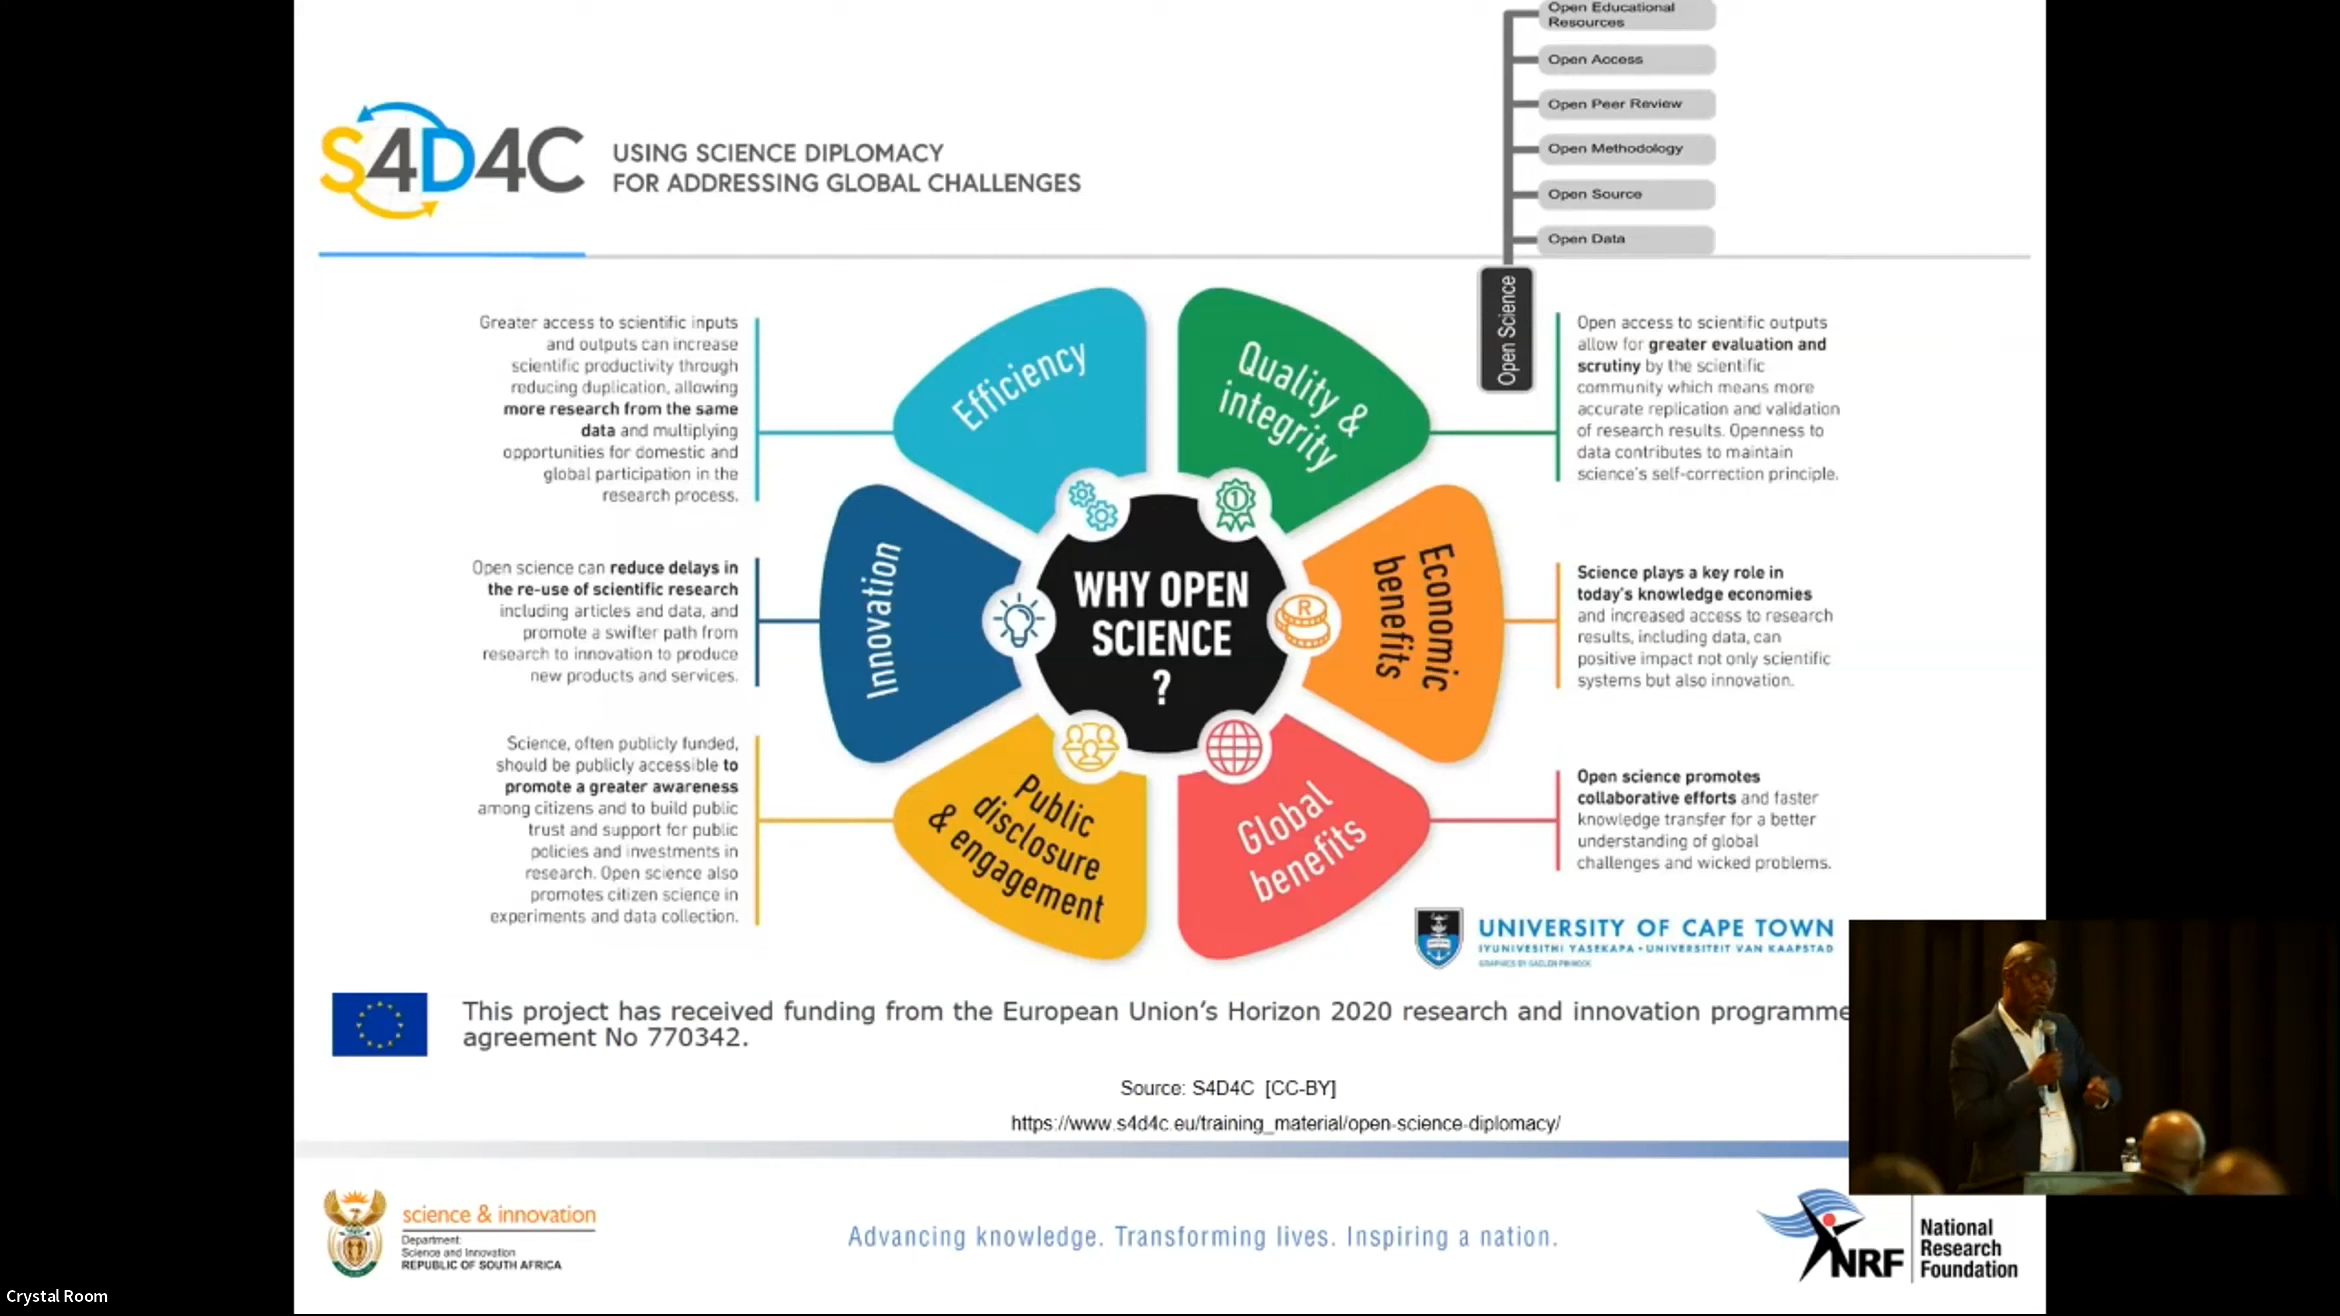 Open Educational
Resources
Open Access
Open Peer Review
Open Methodology
Open Source
Open Data
Open Science
S4D4C
USING SCIENCE DIPLOMACY
FOR ADDRESSING GLOBAL CHALLENGES
Greater access to scientific inputs
and outputs can increase
scientific productivity through
reducing duplication, allowing
more research from the same
data and multiplying
opportunities for domestic and
global participation in the
research process.
Efficiency
Quality &
integrity
Open access to scientific outputs
allow for greater evaluation and
scrutiny by the scientific
community which means more
accurate replication and validation
of research results. Openness to
data contributes to maintain
science's self-correction principle.
Open science can reduce delays in
the re-use of scientific research
including articles and data, and
promote a swifter path from
research to innovation to produce
new products and services.
Innovation
WHY OPEN
SCIENCE
?
1
R
Economic
benefits
Science plays a key role in
today's knowledge economies
and increased access to research
results, including data, can
positive impact not only scientific
systems but also innovation.
Science, often publicly funded,
should be publicly accessible to
promote a greater awareness
among citizens and to build public
trust and support for public
policies and investments in
research. Open science also
promotes citizen science in
experiments and data collection.
Public
disclosure
& engagement
Global
benefits
Open science promotes
collaborative efforts and faster
knowledge transfer for a better
understanding of global
challenges and wicked problems.
UNIVERSITY OF CAPE TOWN
IYUNIVESITHI YASEKAPA • UNIVERSITEIT VAN KAAPSTAD
GRAPHICS BY GAELEN PINNOCK
This project has received funding from the European Union's Horizon 2020 research and innovation programme
agreement No 770342.
Source: S4D4C [CC-BY]
https://www.s4d4c.eu/training_material/open-science-diplomacy/
science & innovation
Department:
Science and Innovation
REPUBLIC OF SOUTH AFRICA
Advancing knowledge. Transforming lives. Inspiring a nation.
NRF
National
Research
Foundation
Crystal Room